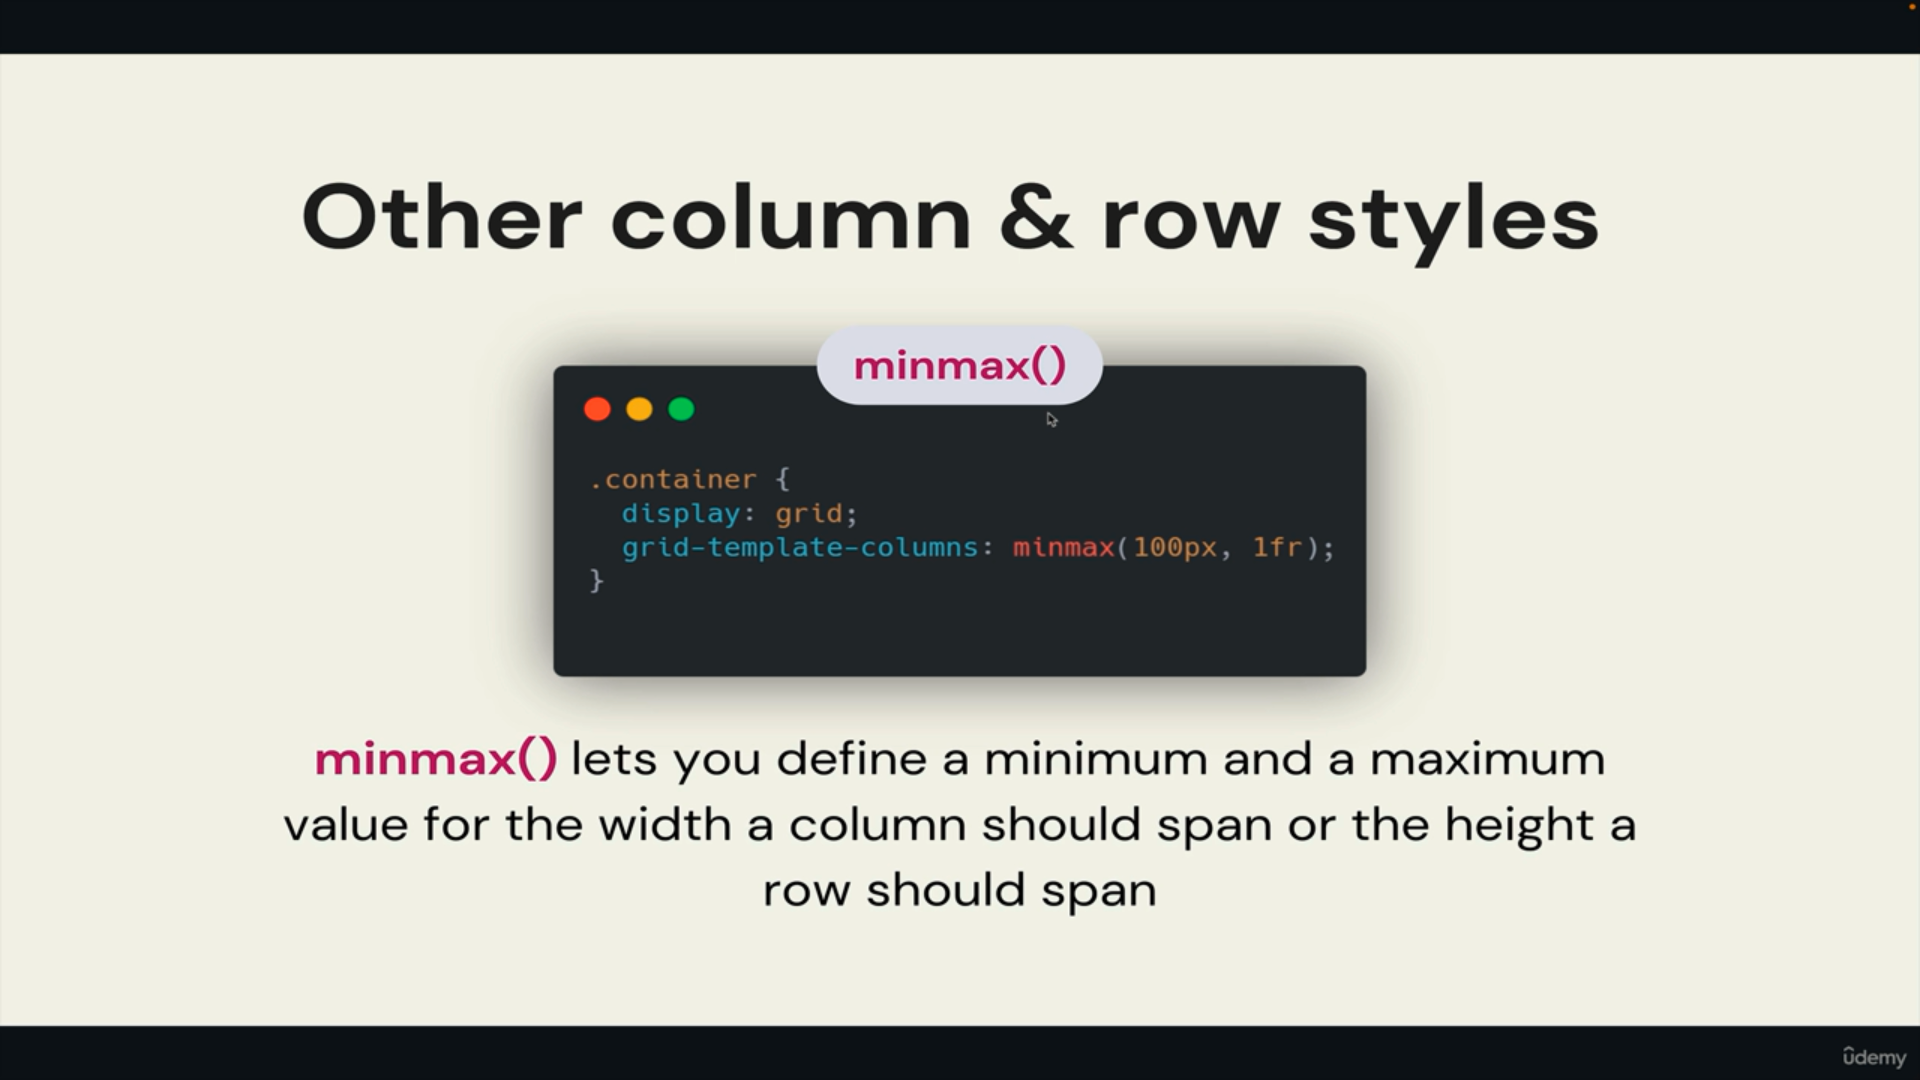 Other column & row styles
minmax()
.container {
  display: grid;
  grid-template-columns: minmax(100px, 1fr);
}
minmax() lets you define a minimum and a maximum
value for the width a column should span or the height a
row should span
ûdemy